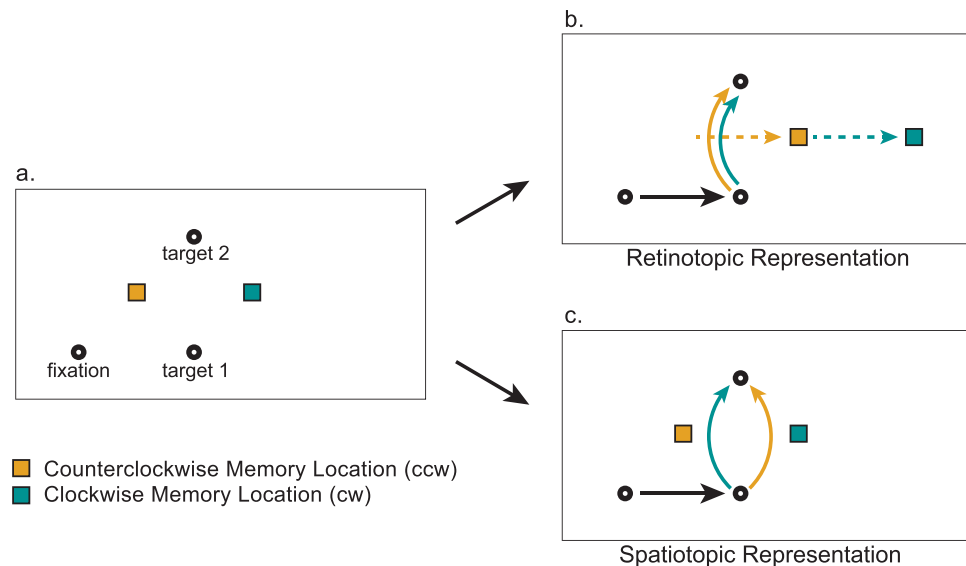 a.
target 2
fixation
target 1
Counterclockwise Memory Location (ccw)
Clockwise Memory Location (cw)
b.
Retinotopic Representation
c.
Spatiotopic Representation